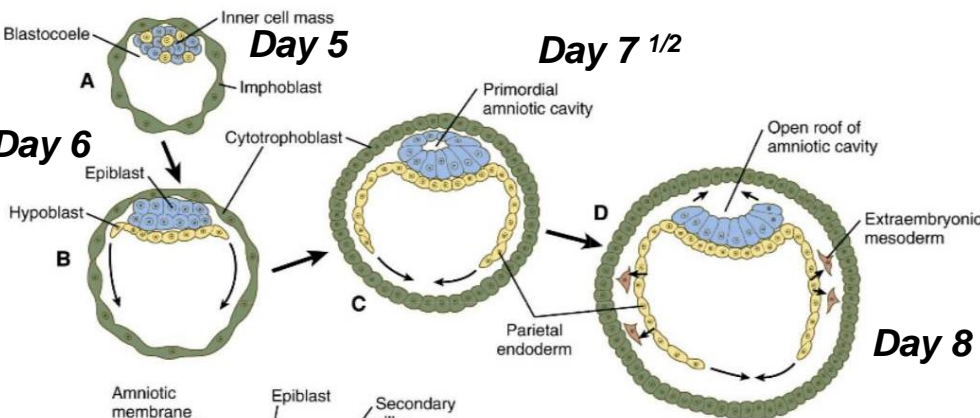 Inner cell mass
Blastocoele
Day 5
Day 7 1/2
A
Imphoblast
Primordial
amniotic cavity
Day 6
Cytotrophoblast
Open roof of
amniotic cavity
Epiblast
Hypoblast
D
Extraembryonic
mesoderm
B
C
Parietal
endoderm
Day 8
Amniotic
membrane
Epiblast
Secondary